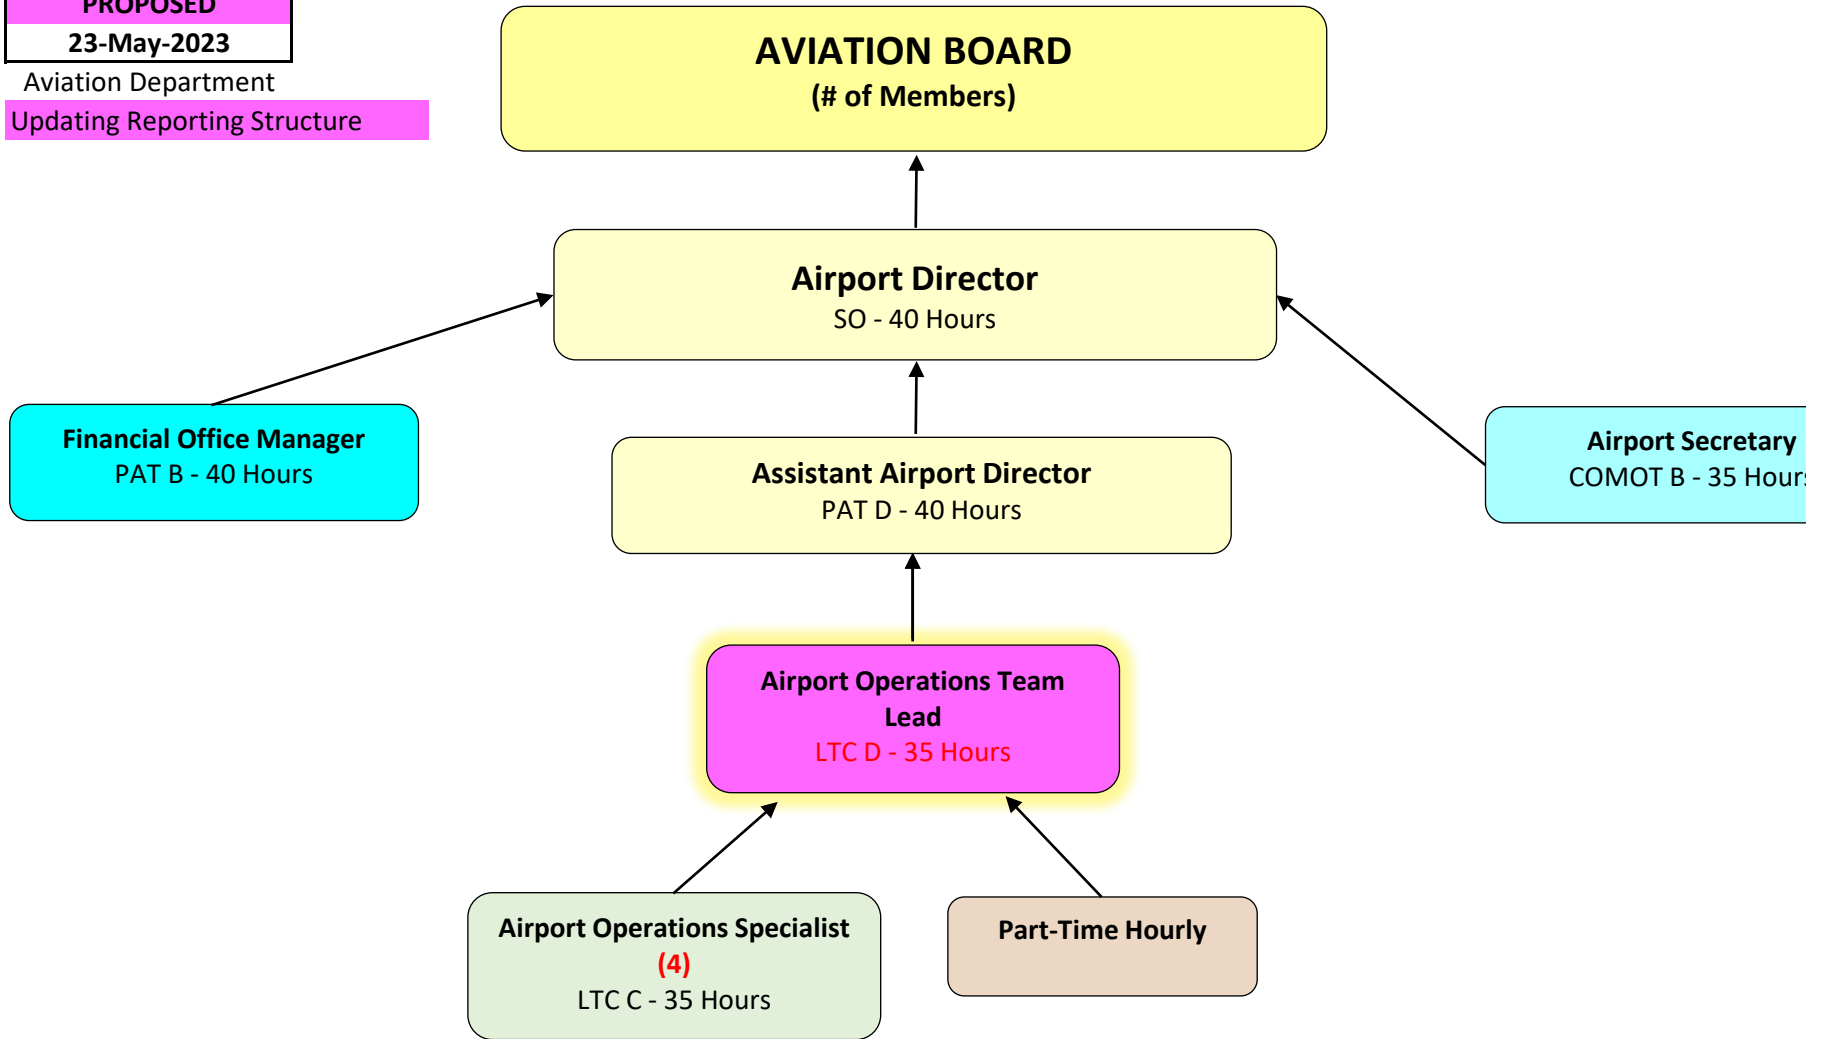 PROPOSED
23-May-2023
Aviation Department
Updating Reporting Structure
AVIATION BOARD
(# of Members)
Airport Director
SO - 40 Hours
Financial Office Manager
PAT B - 40 Hours
Assistant Airport Director
PAT D - 40 Hours
Airport Secretary
COMOT B - 35 Hours
Airport Operations Team
Lead
LTC D - 35 Hours
Airport Operations Specialist
(4)
LTC C - 35 Hours
Part-Time Hourly